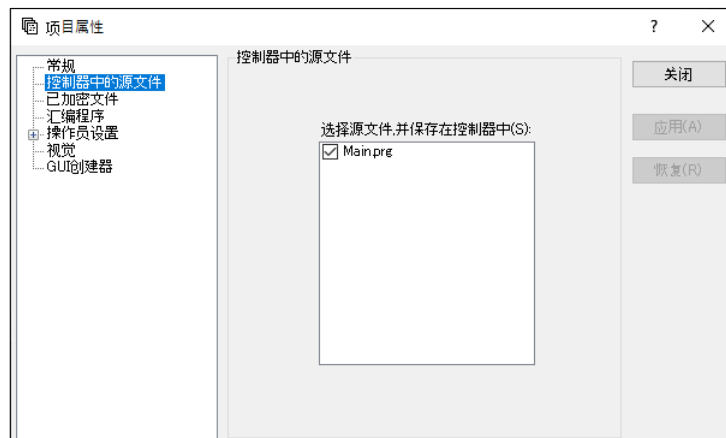 项目属性
?
×
常规
控制器中的源文件
已加密文件
汇编程序
操作员设置
视觉
GUI创建器
控制器中的源文件
选择源文件,并保存在控制器中(S):
Main.prg
关闭
应用(A)
恢复(R)